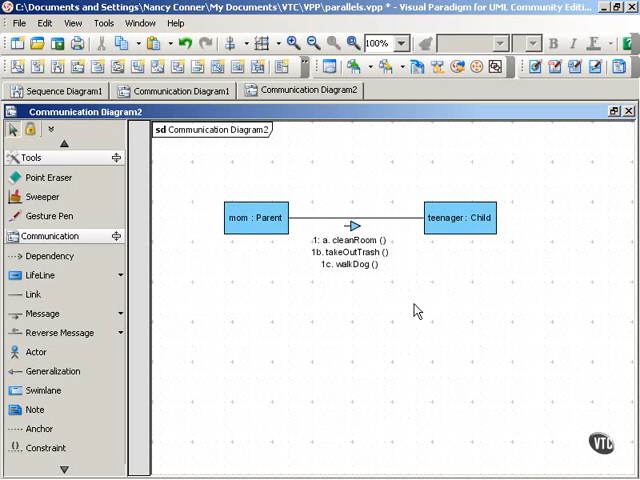 C:\Documents and Settings\Nancy Conner\My Documents\VTC\VPP\parallels.vpp * - Visual Paradigm for UML Community Editi...
File Edit View Tools Window Help
100%
B I
Sequence Diagram1 Communication Diagram1 Communication Diagram2
Communication Diagram2
sd Communication Diagram2
Tools
Point Eraser
Sweeper
Gesture Pen
Communication
Dependency
LifeLine
Link
Message
Reverse Message
Actor
Generalization
Swimlane
Note
Anchor
{..} Constraint
mom : Parent
teenager : Child
1: a. cleanRoom ()
1b. takeOutTrash ()
1c. walkDog ()
VTC